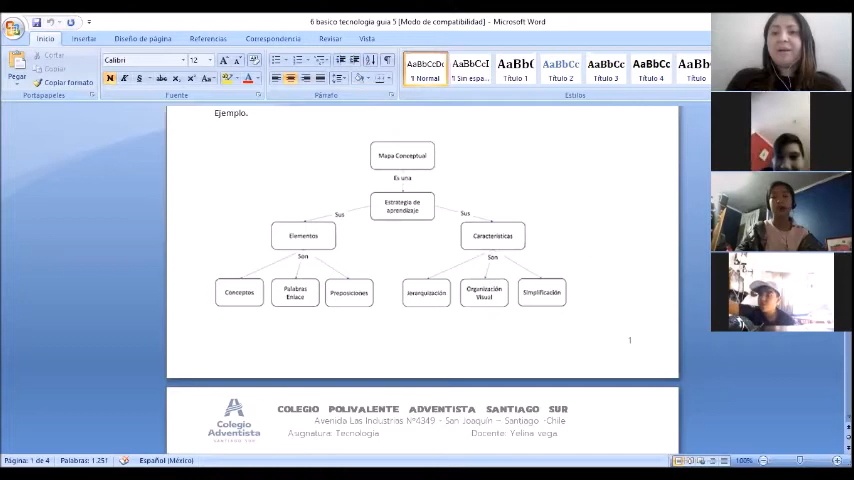 6 basico tecnologia guia 5 [Modo de compatibilidad] - Microsoft Word
Inicio Insertar Diseño de página Referencias Correspondencia Revisar Vista
Pegar
Cortar
Copiar
Copiar formato
Portapapeles
Calibri 12
Fuente
Párrafo
AaBbCcDc AaBbCcI AaBbC AaBbCc AaBbCc AaBbCc AaBb
¶ Normal ¶ Sin espa... Título 1 Título 2 Título 3 Título 4 Título
Estilos
Ejemplo.
Mapa Conceptual
Es una
Estrategia de
aprendizaje
Sus Sus
Elementos Características
Son Son
Conceptos
Palabras
Enlace
Preposiciones
Jerarquización
Organización
Visual
Simplificación
1
Colegio
Adventista
SANTIAGO SUR
COLEGIO POLIVALENTE ADVENTISTA SANTIAGO SUR
Avenida Las Industrias Nº4349 - San Joaquín - Santiago -Chile
Asignatura: Tecnología Docente: Yelina vega
Página: 1 de 4 Palabras: 1.251 Español (México) 100%